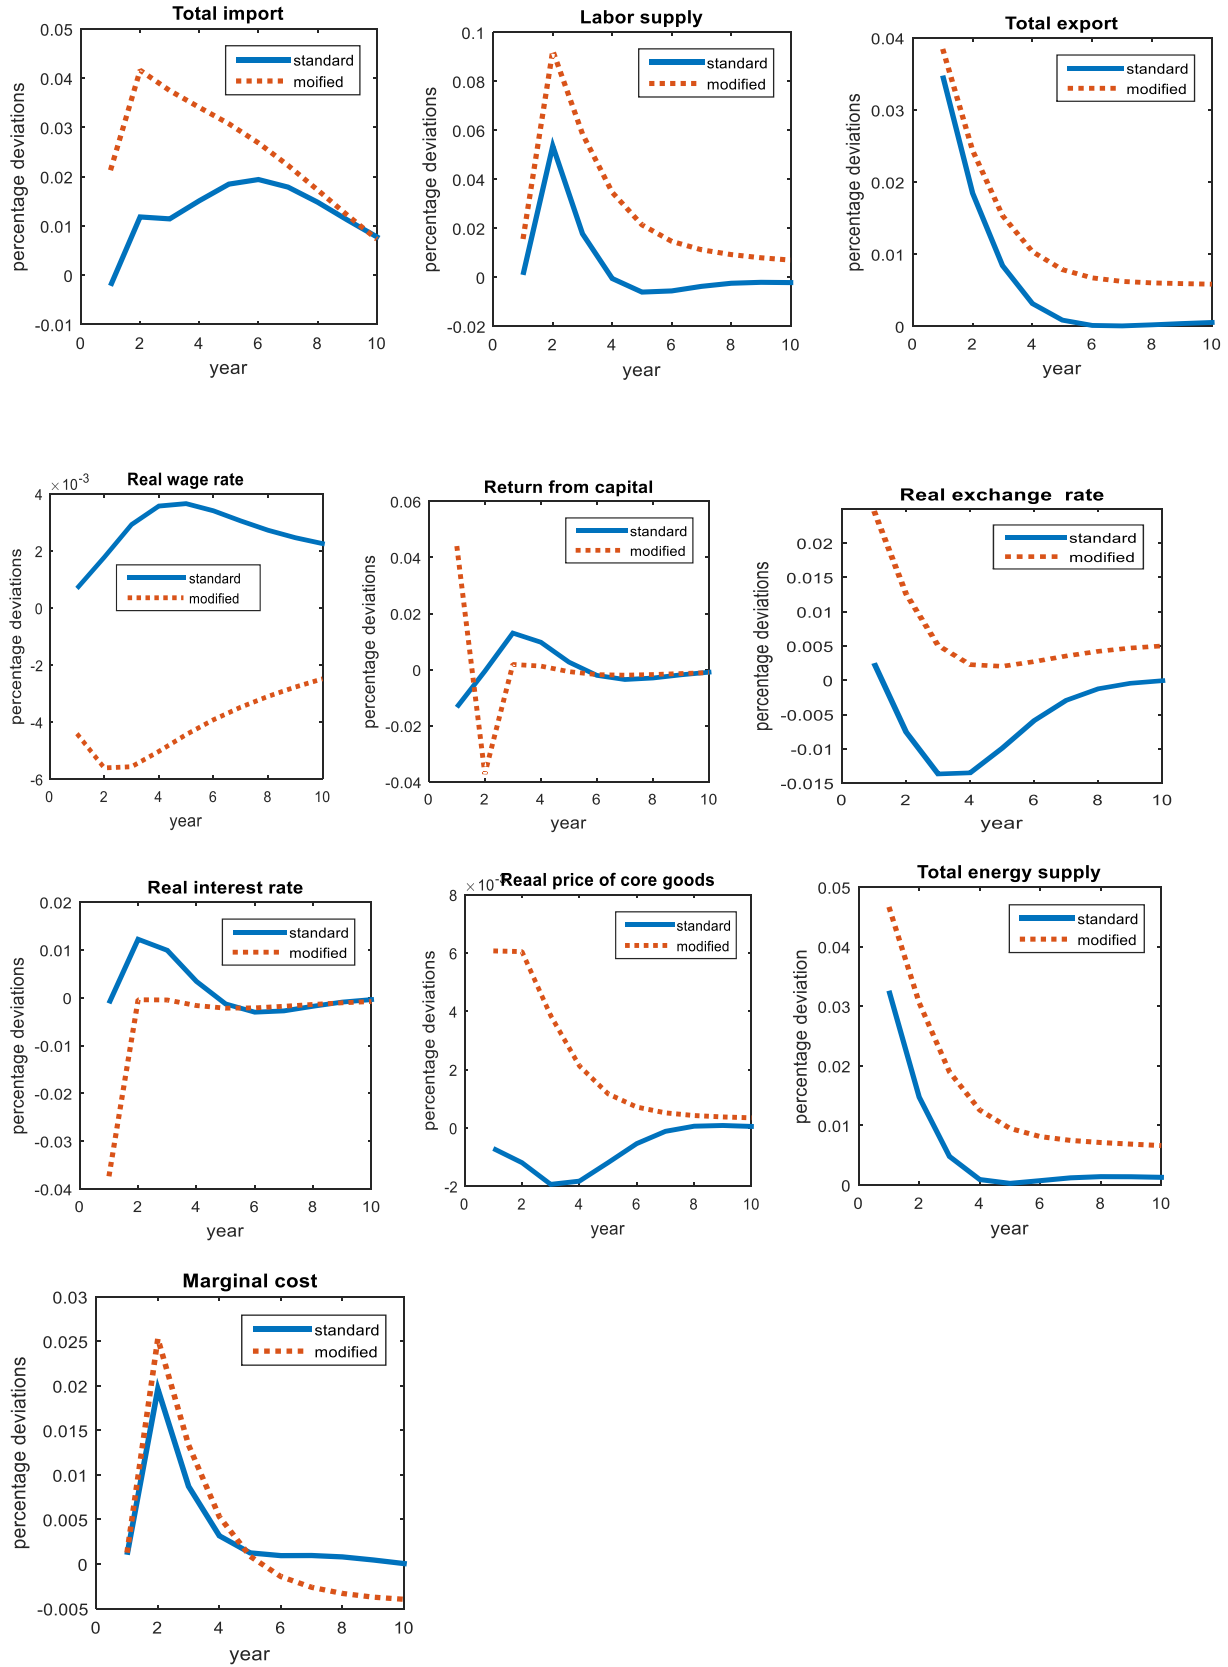 Total import
0.05
0.04
0.03
0.02
0.01
0
-0.01
percentage deviations
standard
moified
0 2 4 6 8 10
year
Labor supply
0.1
0.08
0.06
0.04
0.02
0
-0.02
percentage deviations
standard
modified
0 2 4 6 8 10
year
Total export
0.04
0.03
0.02
0.01
0
percentage deviations
standard
modified
0 2 4 6 8 10
year
Real wage rate
×10^-3
4
2
0
-2
-4
-6
percentage deviations
standard
modified
0 2 4 6 8 10
year
Return from capital
0.06
0.04
0.02
0
-0.02
-0.04
percentage deviations
standard
modified
0 2 4 6 8 10
year
Real exchange rate
0.02
0.015
0.01
0.005
0
-0.005
-0.01
-0.015
percentage deviations
standard
modified
0 2 4 6 8 10
year
Real interest rate
0.02
0.01
0
-0.01
-0.02
-0.03
-0.04
percentage deviations
standard
modified
0 2 4 6 8 10
year
Reaal price of core goods
8
6
4
2
0
-2
percentage deviations
standard
modified
0 2 4 6 8 10
year
Total energy supply
0.05
0.04
0.03
0.02
0.01
0
percentage deviation
standard
modified
0 2 4 6 8 10
year
Marginal cost
0.03
0.025
0.02
0.015
0.01
0.005
0
-0.005
percentage deviations
standard
modified
0 2 4 6 8 10
year